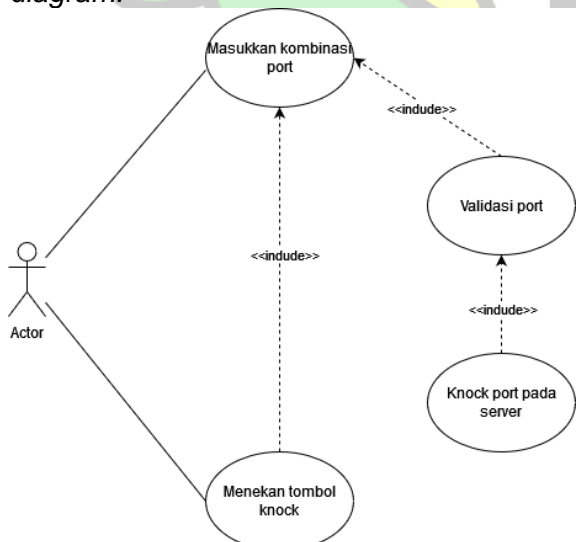 diagram.
Masukkan kombinasi
port
<<indude>>
Validasi port
<<indude>>
<<indude>>
Actor
Knock port pada
server
Menekan tombol
knock